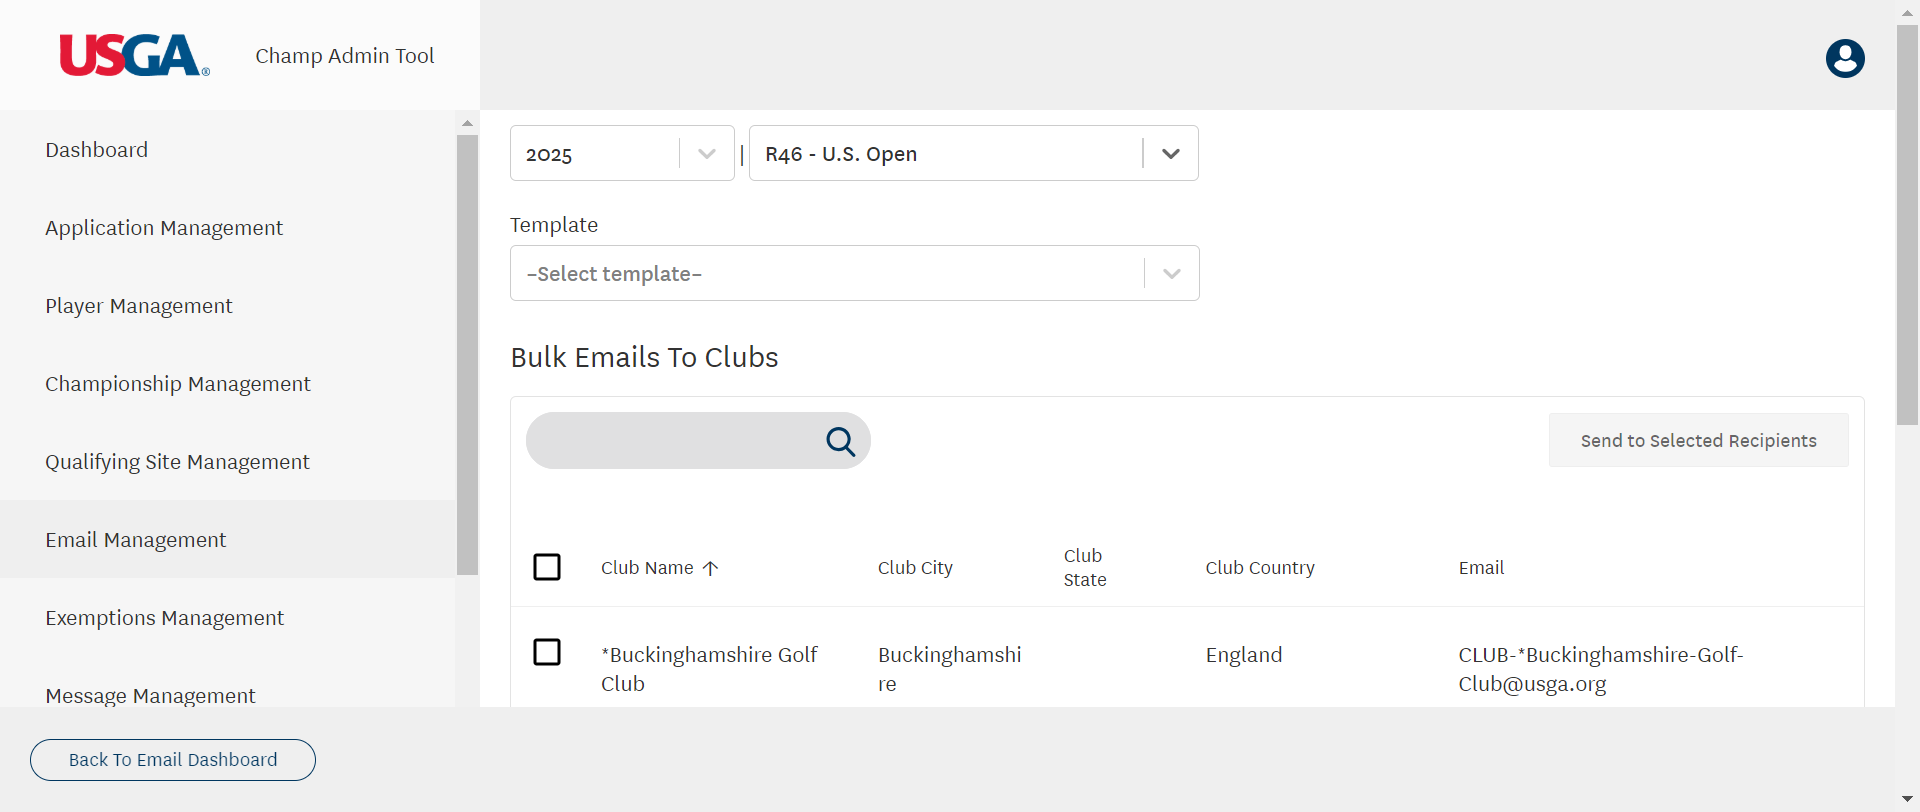 USGA®
Champ Admin Tool
Dashboard
Application Management
Player Management
Championship Management
Qualifying Site Management
Email Management
Exemptions Management
Message Management
Back To Email Dashboard
2025 | R46 - U.S. Open
Template
–Select template–
Bulk Emails To Clubs
Send to Selected Recipients
Club Name ↑ Club City Club State Club Country Email
*Buckinghamshire Golf Club
Buckinghamshi
re
England
CLUB-*Buckinghamshire-Golf-
Club@usga.org